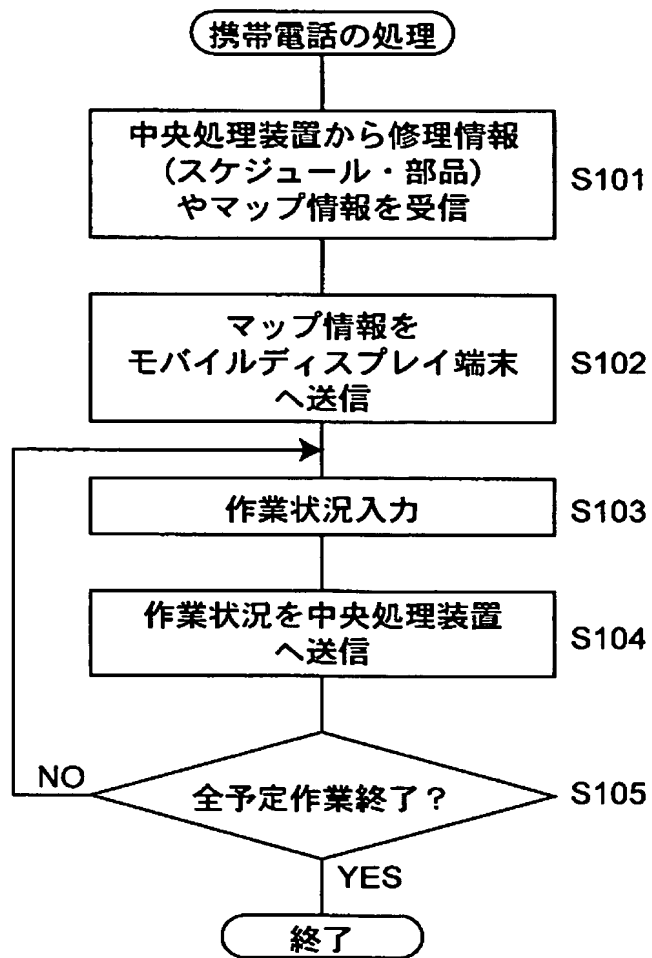 携帯電話の処理
中央処理装置から修理情報
(スケジュール・部品)
やマップ情報を受信
S101
マップ情報を
モバイルディスプレイ端末
へ送信
S102
作業状況入力
S103
作業状況を中央処理装置
へ送信
S104
NO
全予定作業終了？
S105
YES
終了